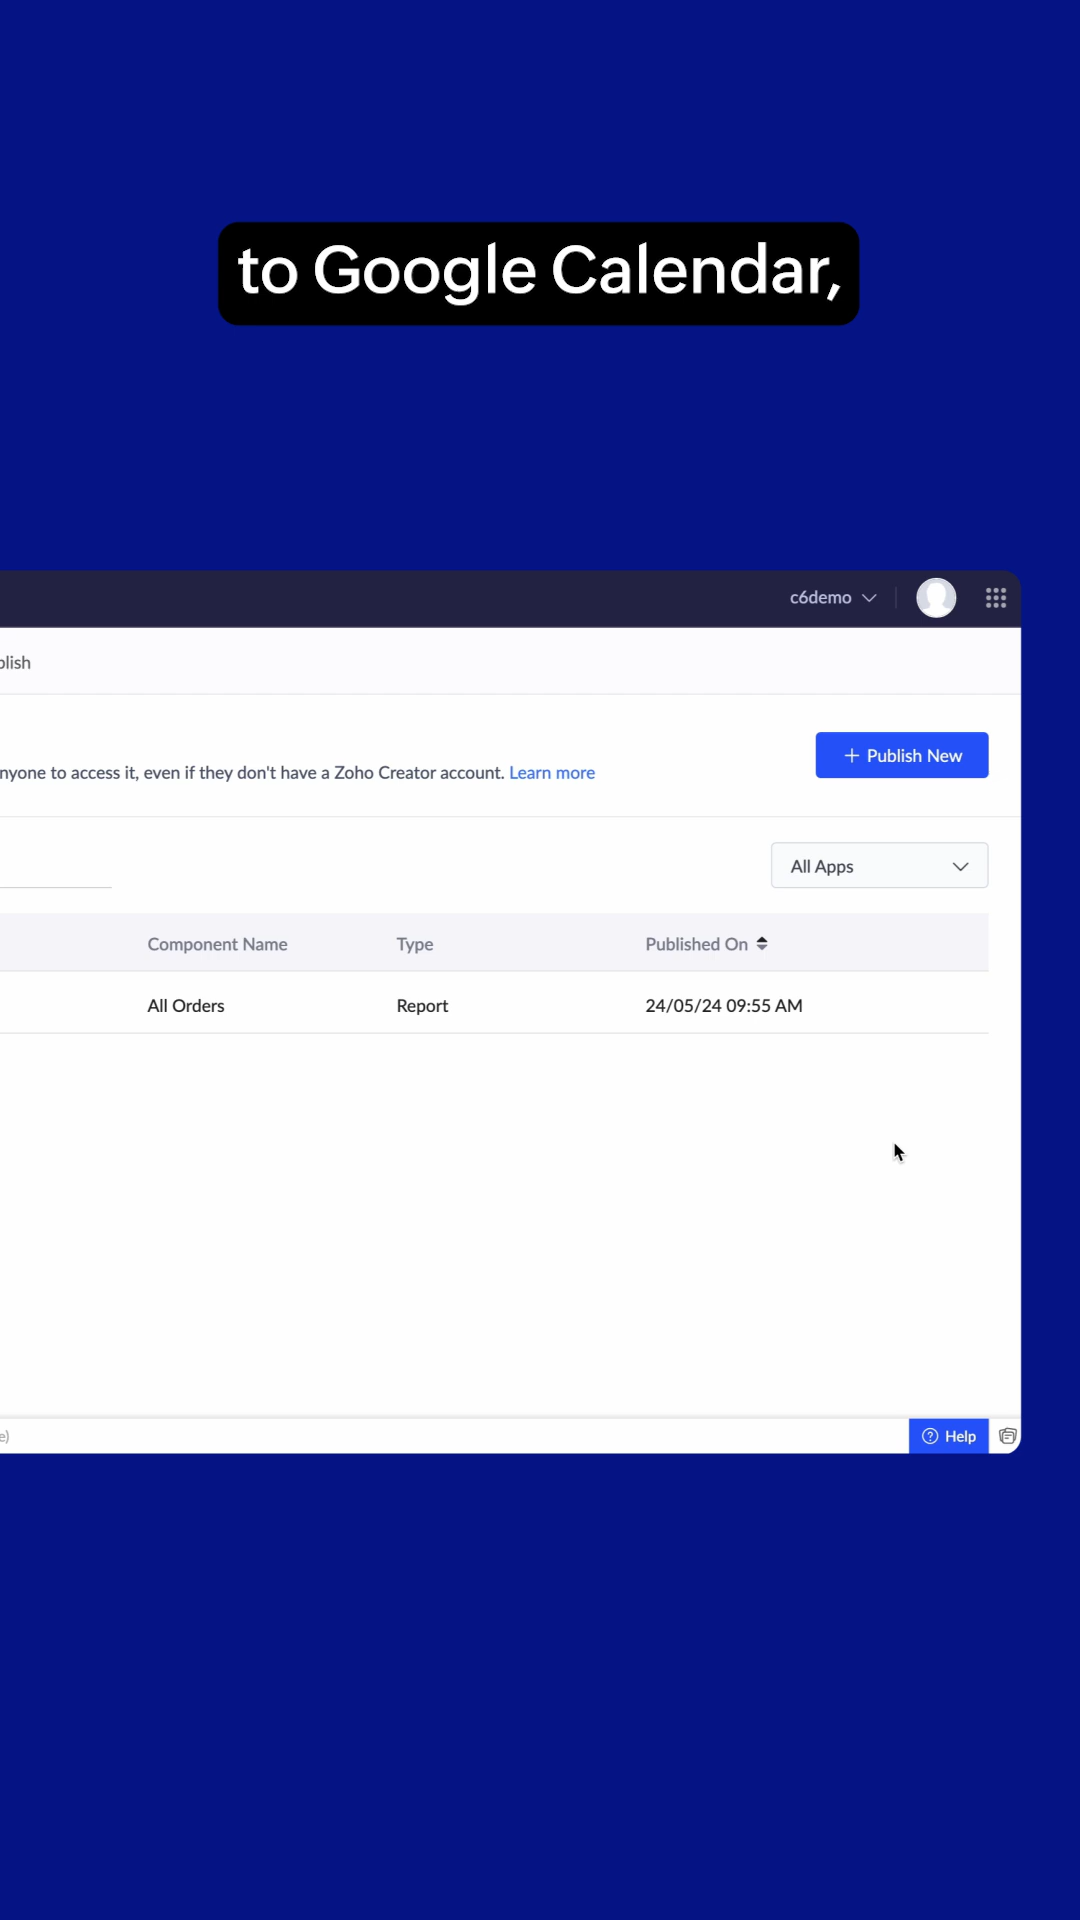 to Google Calendar,
c6demo
blish
nyone to access it, even if they don't have a Zoho Creator account. Learn more
+ Publish New
All Apps
Component Name Type Published On
All Orders Report 24/05/24 09:55 AM
e)
Help